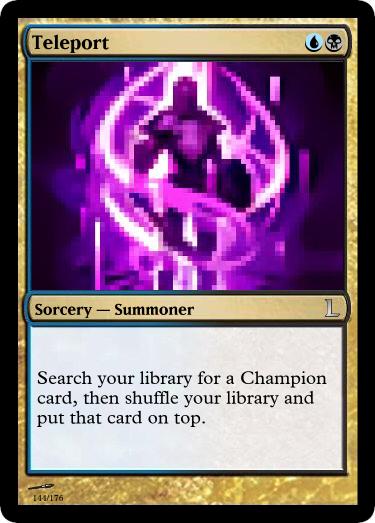 Teleport
Sorcery — Summoner
L
Search your library for a Champion
card, then shuffle your library and
put that card on top.
144/176